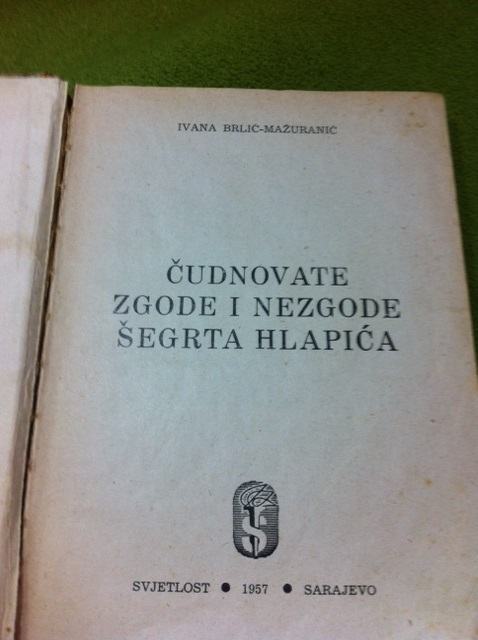 IVANA BRLIĆ-MAŽURANIĆ
ČUDNOVATE
ZGODE I NEZGODE
ŠEGRTA HLAPIĆA
SVJETLOST ● 1957 ● SARAJEVO